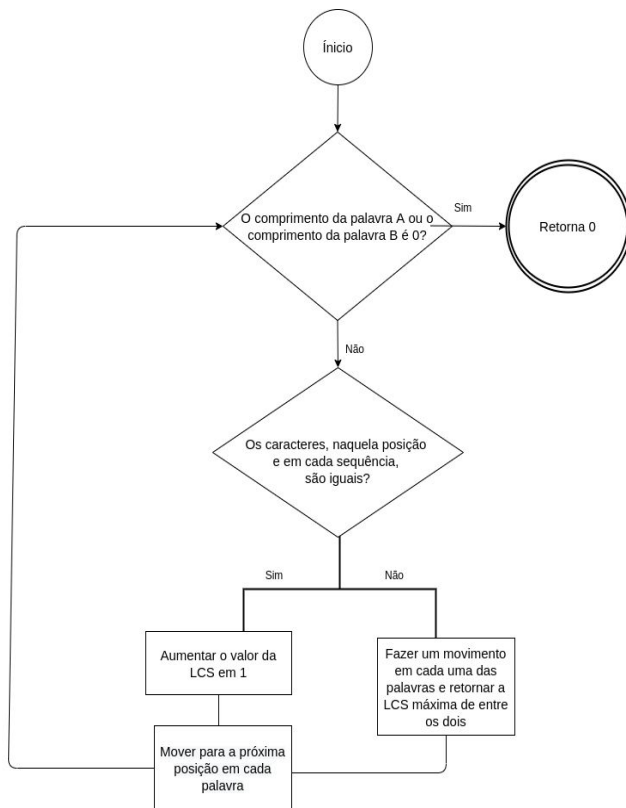 Ínicio
O comprimento da palavra A ou o
comprimento da palavra B é 0?
Sim
Retorna 0
Não
Os caracteres, naquela posição
e em cada sequência,
são iguais?
Sim
Não
Aumentar o valor da
LCS em 1
Fazer um movimento
em cada uma das
palavras e retornar a
LCS máxima de entre
os dois
Mover para a próxima
posição em cada
palavra